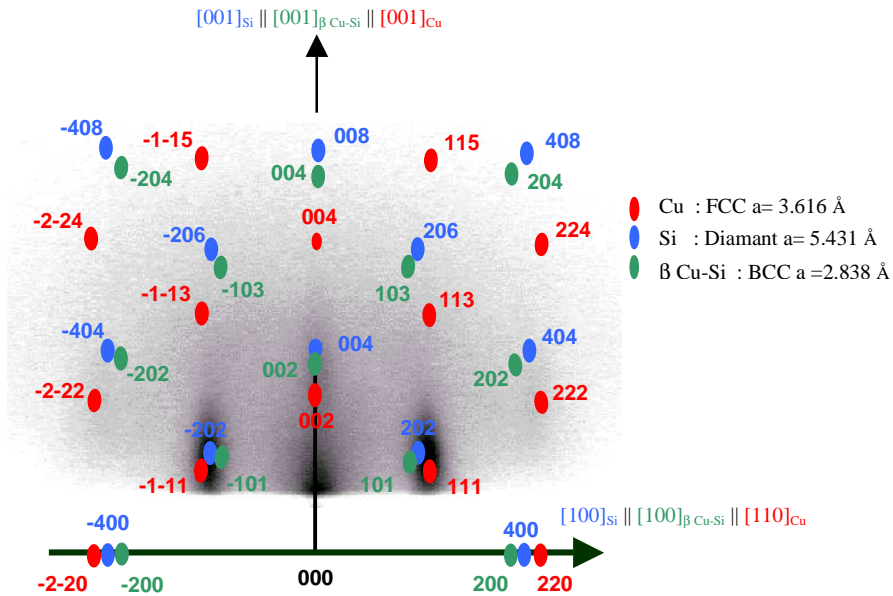 [001]Si || [001]β Cu-Si || [001]Cu
-408 -1-15 008 115 408
-204 004 204
-2-24 004 224
-206 206
-103 103
-1-13 113
-404 004 404
-202 002 202
-2-22 002 222
-202 202
-1-11 -101 101 111
Cu : FCC a= 3.616 Å
Si : Diamant a= 5.431 Å
β Cu-Si : BCC a =2.838 Å
[100]Si || [100]β Cu-Si || [110]Cu
-400 400
-2-20 -200 000 200 220